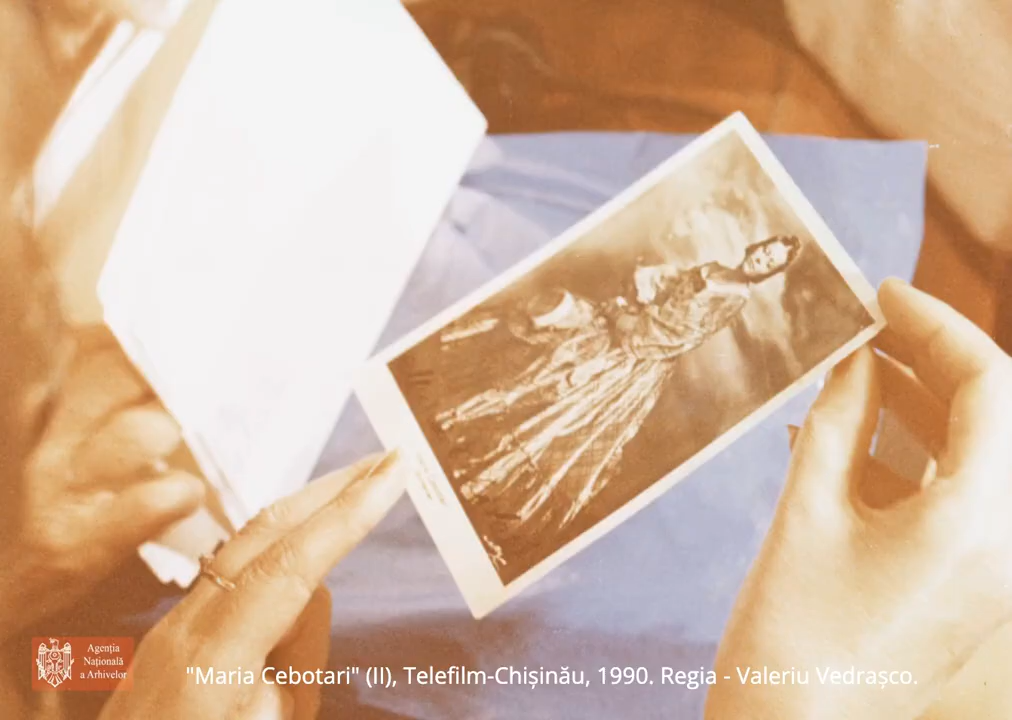 Agenția
Națională
a Arhivelor
"Maria Cebotari" (II), Telefilm-Chișinău, 1990. Regia - Valeriu Vedrașco.